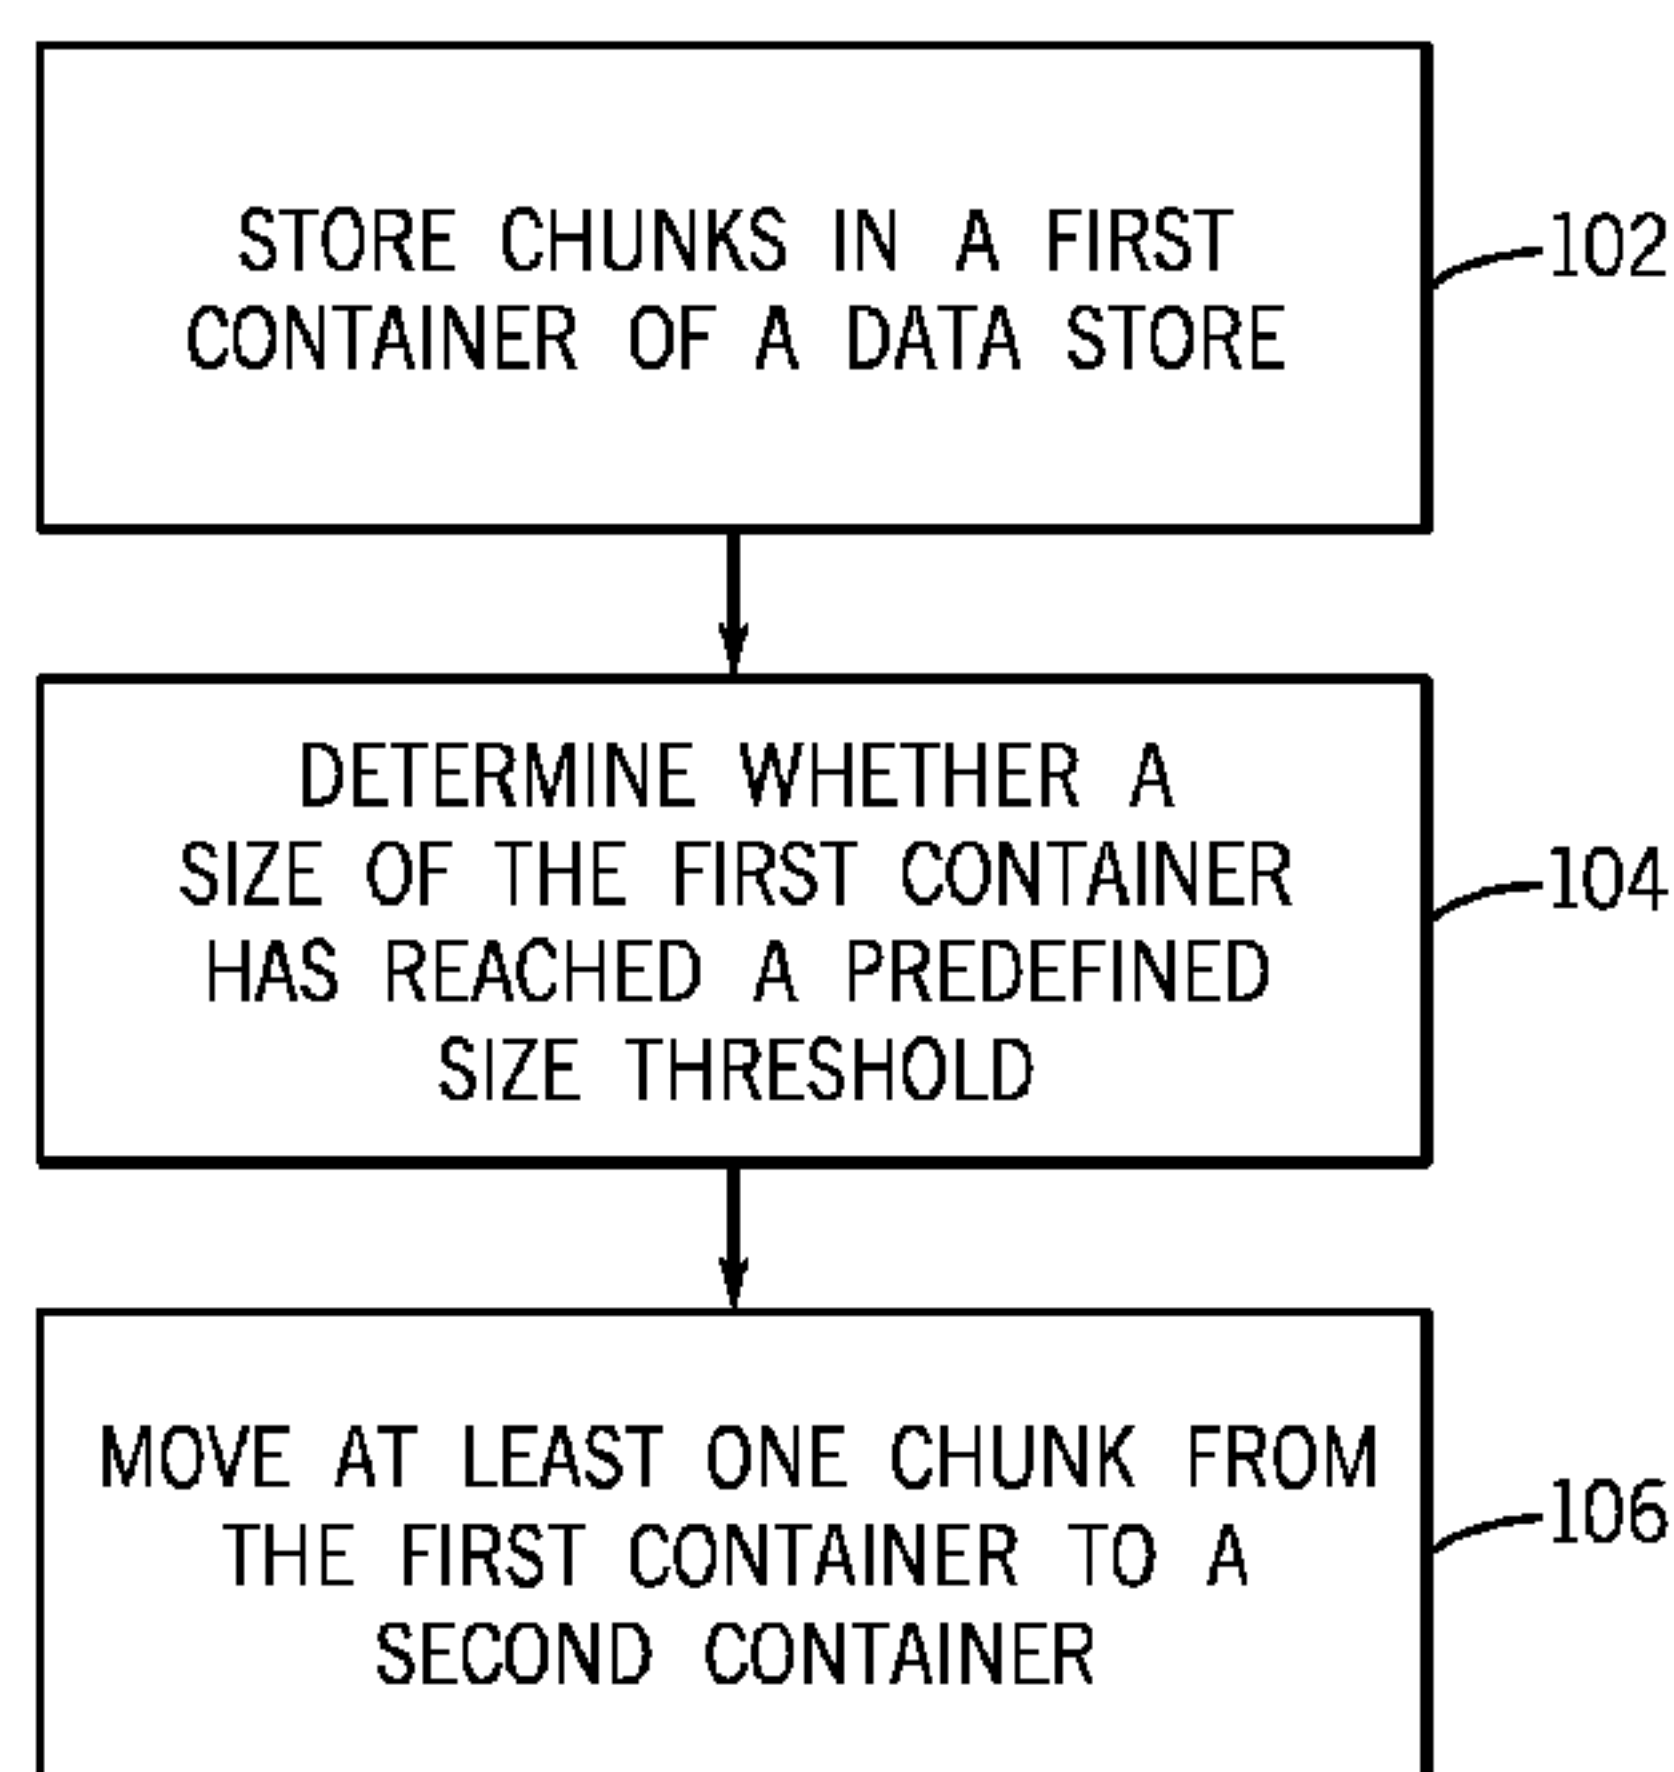 STORE CHUNKS IN A FIRST
CONTAINER OF A DATA STORE
102
DETERMINE WHETHER A
SIZE OF THE FIRST CONTAINER
HAS REACHED A PREDEFINED
SIZE THRESHOLD
104
MOVE AT LEAST ONE CHUNK FROM
THE FIRST CONTAINER TO A
SECOND CONTAINER
106